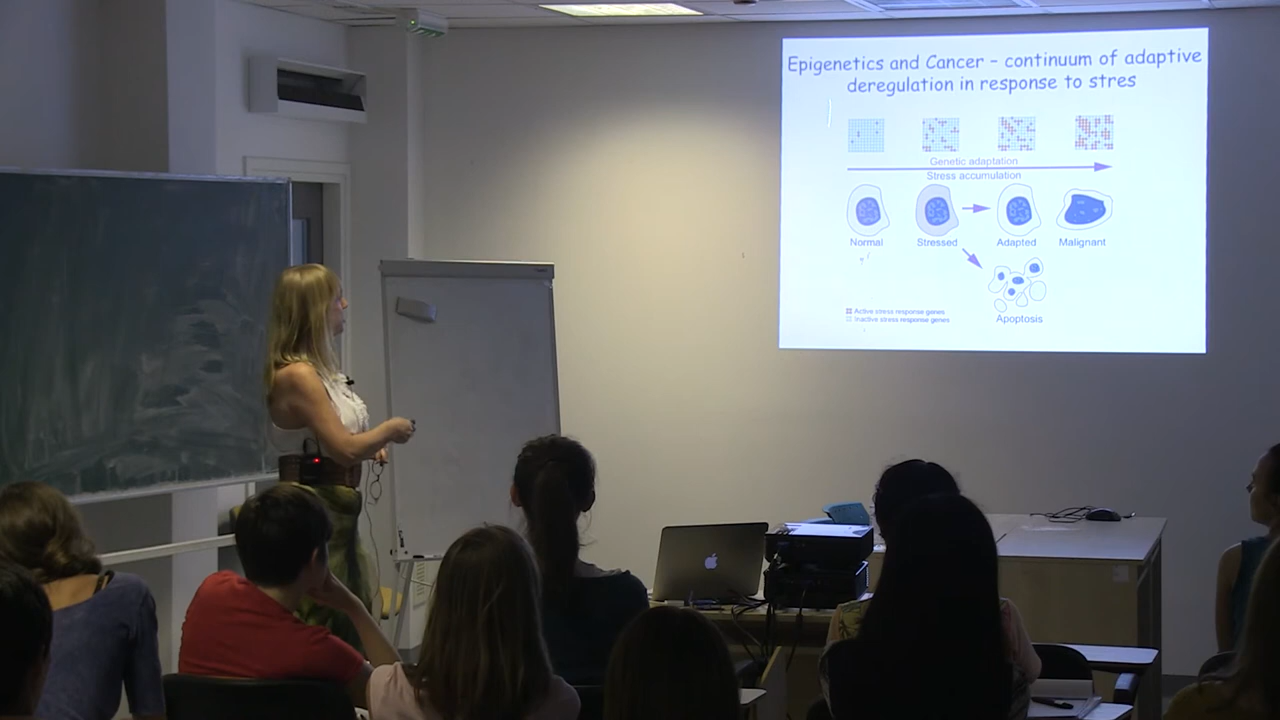 Epigenetics and Cancer – continuum of adaptive
deregulation in response to stres
Genetic adaptation
Stress accumulation
Normal
Stressed
Adapted
Malignant
Apoptosis
Active stress response genes
Inactive stress response genes